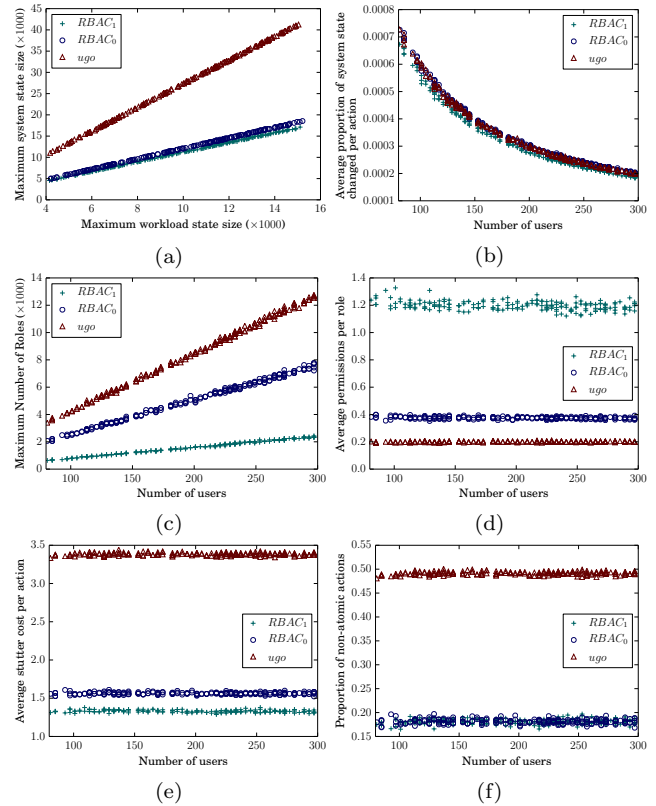 Maximum system state size (×1000)
45
40
35
30
25
20
15
10
5
0
RBAC₁
RBAC₀
ugo
4 6 8 10 12 14 16
Maximum workload state size (×1000)
(a)
Average proportion of system state
changed per action
0.0008
0.0007
0.0006
0.0005
0.0004
0.0003
0.0002
0.0001
RBAC₁
RBAC₀
ugo
100 150 200 250 300
Number of users
(b)
Maximum Number of Roles (×1000)
14
12
10
8
6
4
2
0
RBAC₁
RBAC₀
ugo
100 150 200 250 300
Number of users
(c)
Average permissions per role
1.4
1.2
1.0
0.8
0.6
0.4
0.2
0.0
RBAC₁
RBAC₀
ugo
100 150 200 250 300
Number of users
(d)
Average stutter cost per action
3.5
3.0
2.5
2.0
1.5
1.0
RBAC₁
RBAC₀
ugo
100 150 200 250 300
Number of users
(e)
Proportion of non-atomic actions
0.55
0.50
0.45
0.40
0.35
0.30
0.25
0.20
0.15
RBAC₁
RBAC₀
ugo
100 150 200 250 300
Number of users
(f)